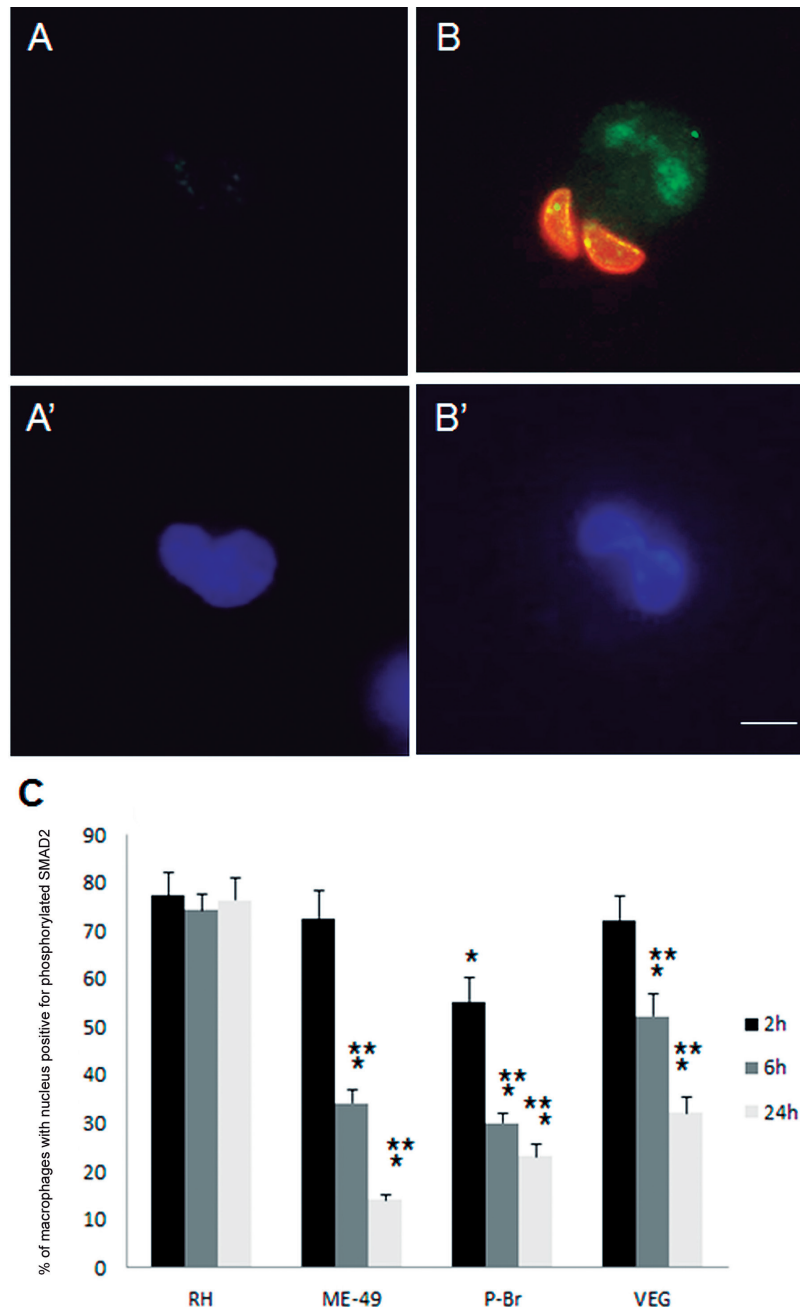 A
B
A’
B’
C
% of macrophages with nucleus positive for phosphorylated SMAD2
90
80
70
60
50
40
30
20
10
0
**
*
**
*
*
**
*
**
*
**
*
**
*
2h
6h
24h
RH
ME-49
P-Br
VEG